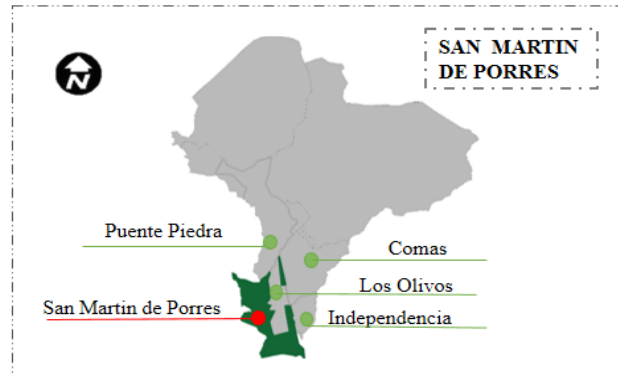 SAN MARTIN
DE PORRES
N
Puente Piedra
Comas
Los Olivos
San Martin de Porres
Independencia